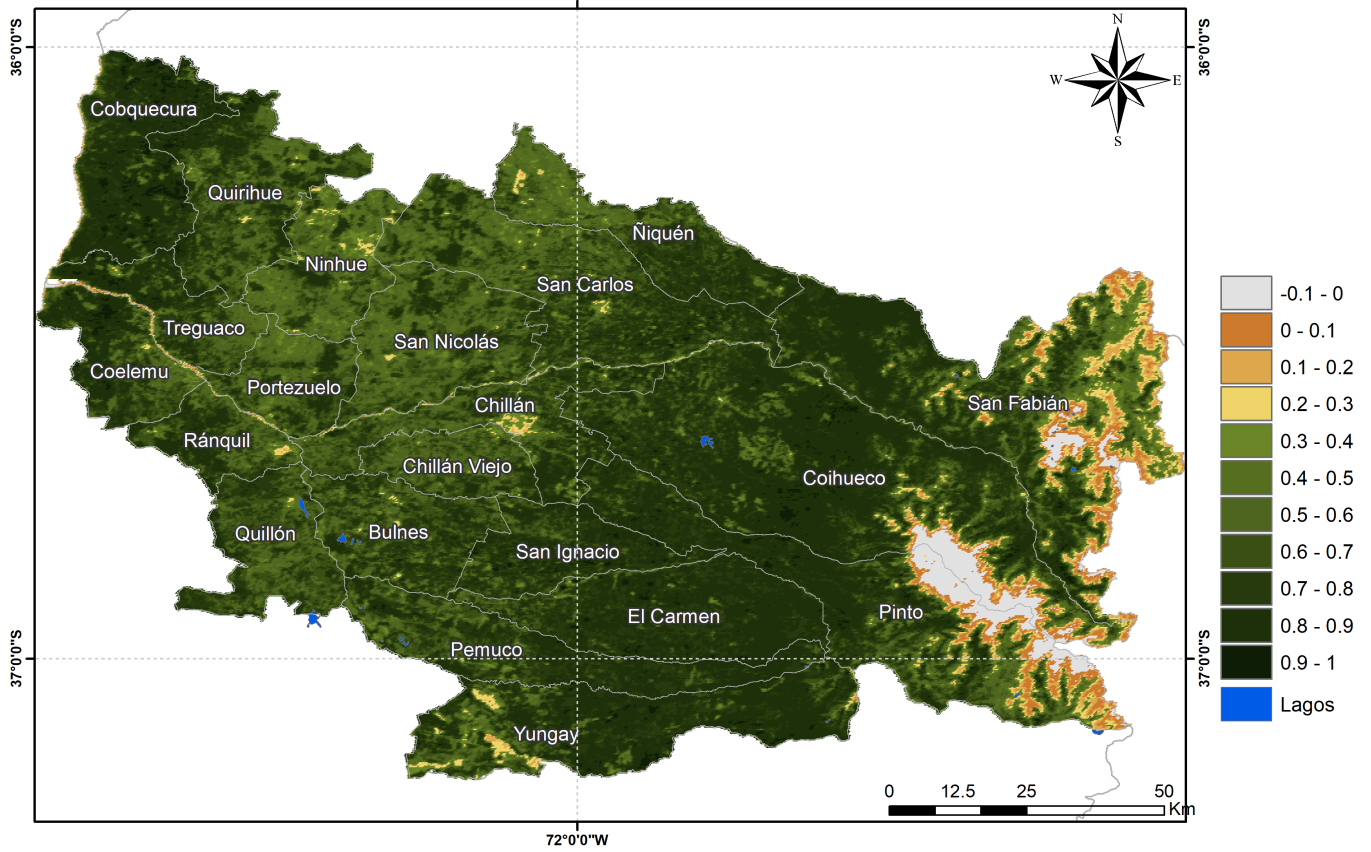 36°0'0"S
36°0'0"S
N
W
E
S
Cobquecura
Quirihue
Ñiquén
Ninhue
San Carlos
-0.1 - 0
0 - 0.1
Treguaco
San Nicolás
0.1 - 0.2
Coelemu
Portezuelo
Chillán
San Fabián
0.2 - 0.3
Ránquil
0.3 - 0.4
Chillán Viejo
Coihueco
0.4 - 0.5
Quillón
Bulnes
San Ignacio
0.5 - 0.6
0.6 - 0.7
El Carmen
Pinto
0.7 - 0.8
Pemuco
0.8 - 0.9
37°0'0"S
37°0'0"S
0.9 - 1
Yungay
Lagos
0 12.5 25 50
Km
72°0'0"W